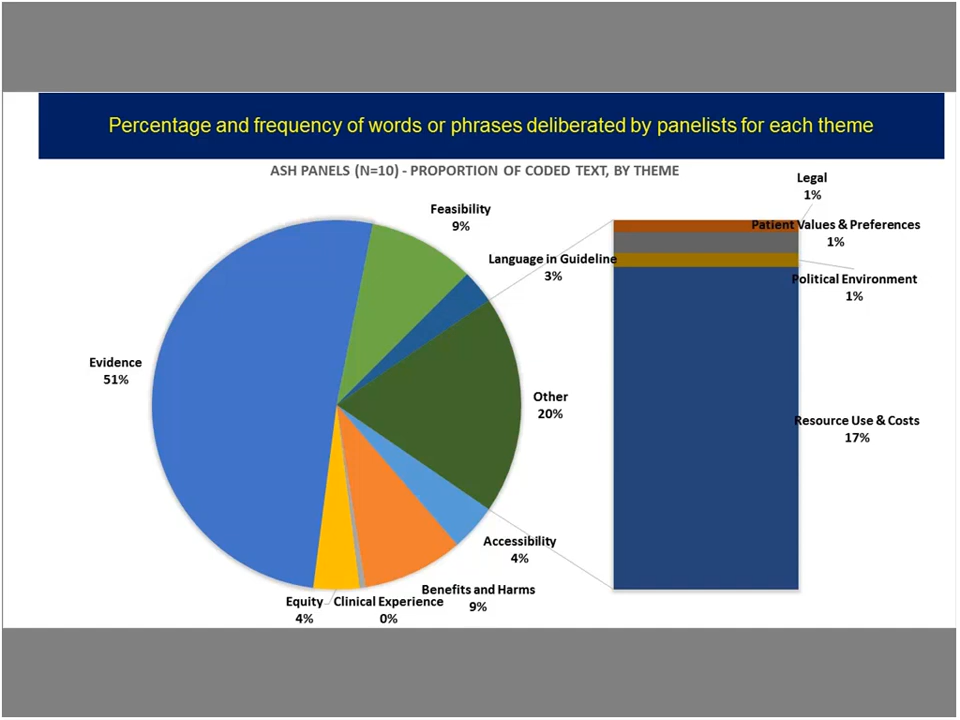 Percentage and frequency of words or phrases deliberated by panelists for each theme
ASH PANELS (N=10) - PROPORTION OF CODED TEXT, BY THEME
Legal
1%
Feasibility
9%
Patient Values & Preferences
1%
Language in Guideline
3%
Political Environment
1%
Evidence
51%
Other
20%
Resource Use & Costs
17%
Accessibility
4%
Benefits and Harms
9%
Equity
4%
Clinical Experience
0%